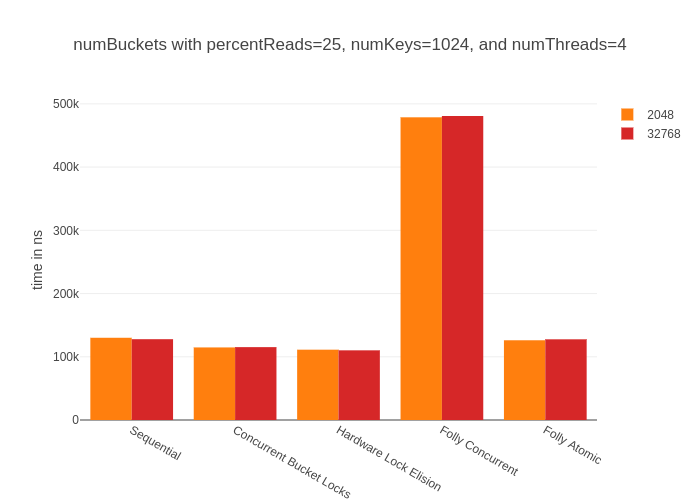 numBuckets with percentReads=25, numKeys=1024, and numThreads=4
500k
400k
300k
200k
100k
0
time in ns
Sequential
Concurrent Bucket Locks
Hardware Lock Elision
Folly Concurrent
Folly Atomic
2048
32768